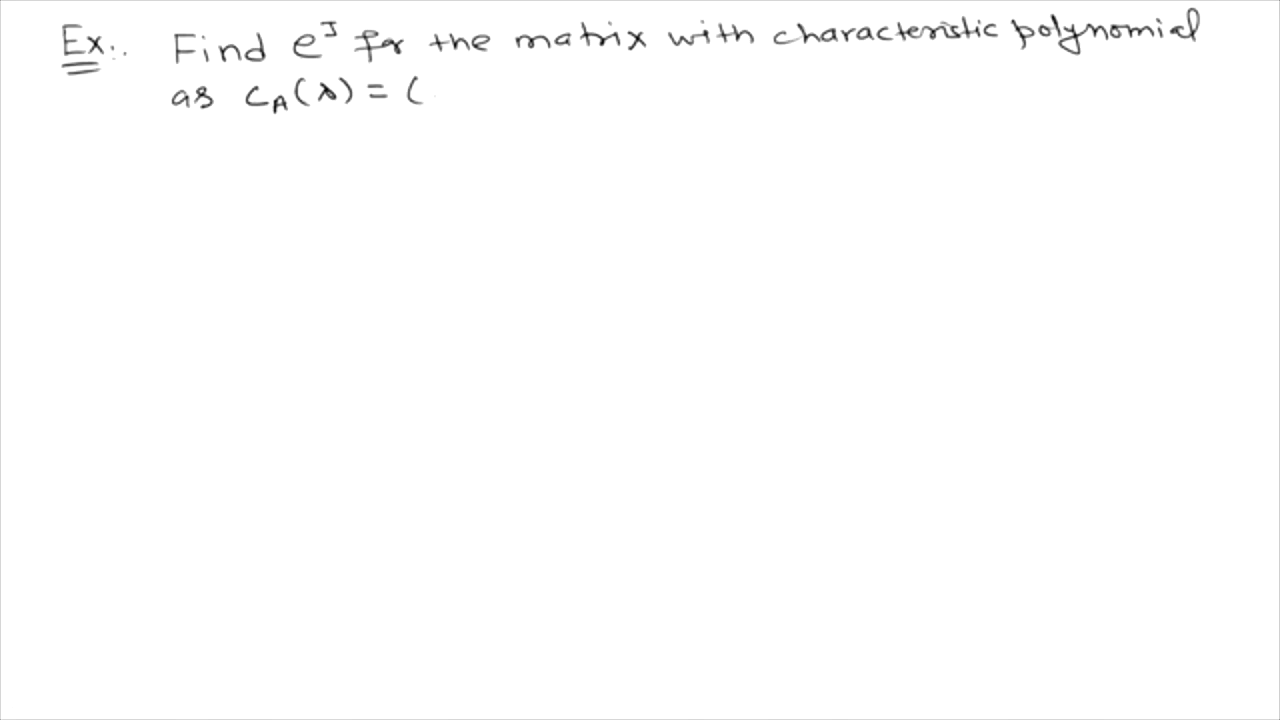 Ex:. Find e^J for the matrix with characteristic polynomial
as C_A(λ) = (